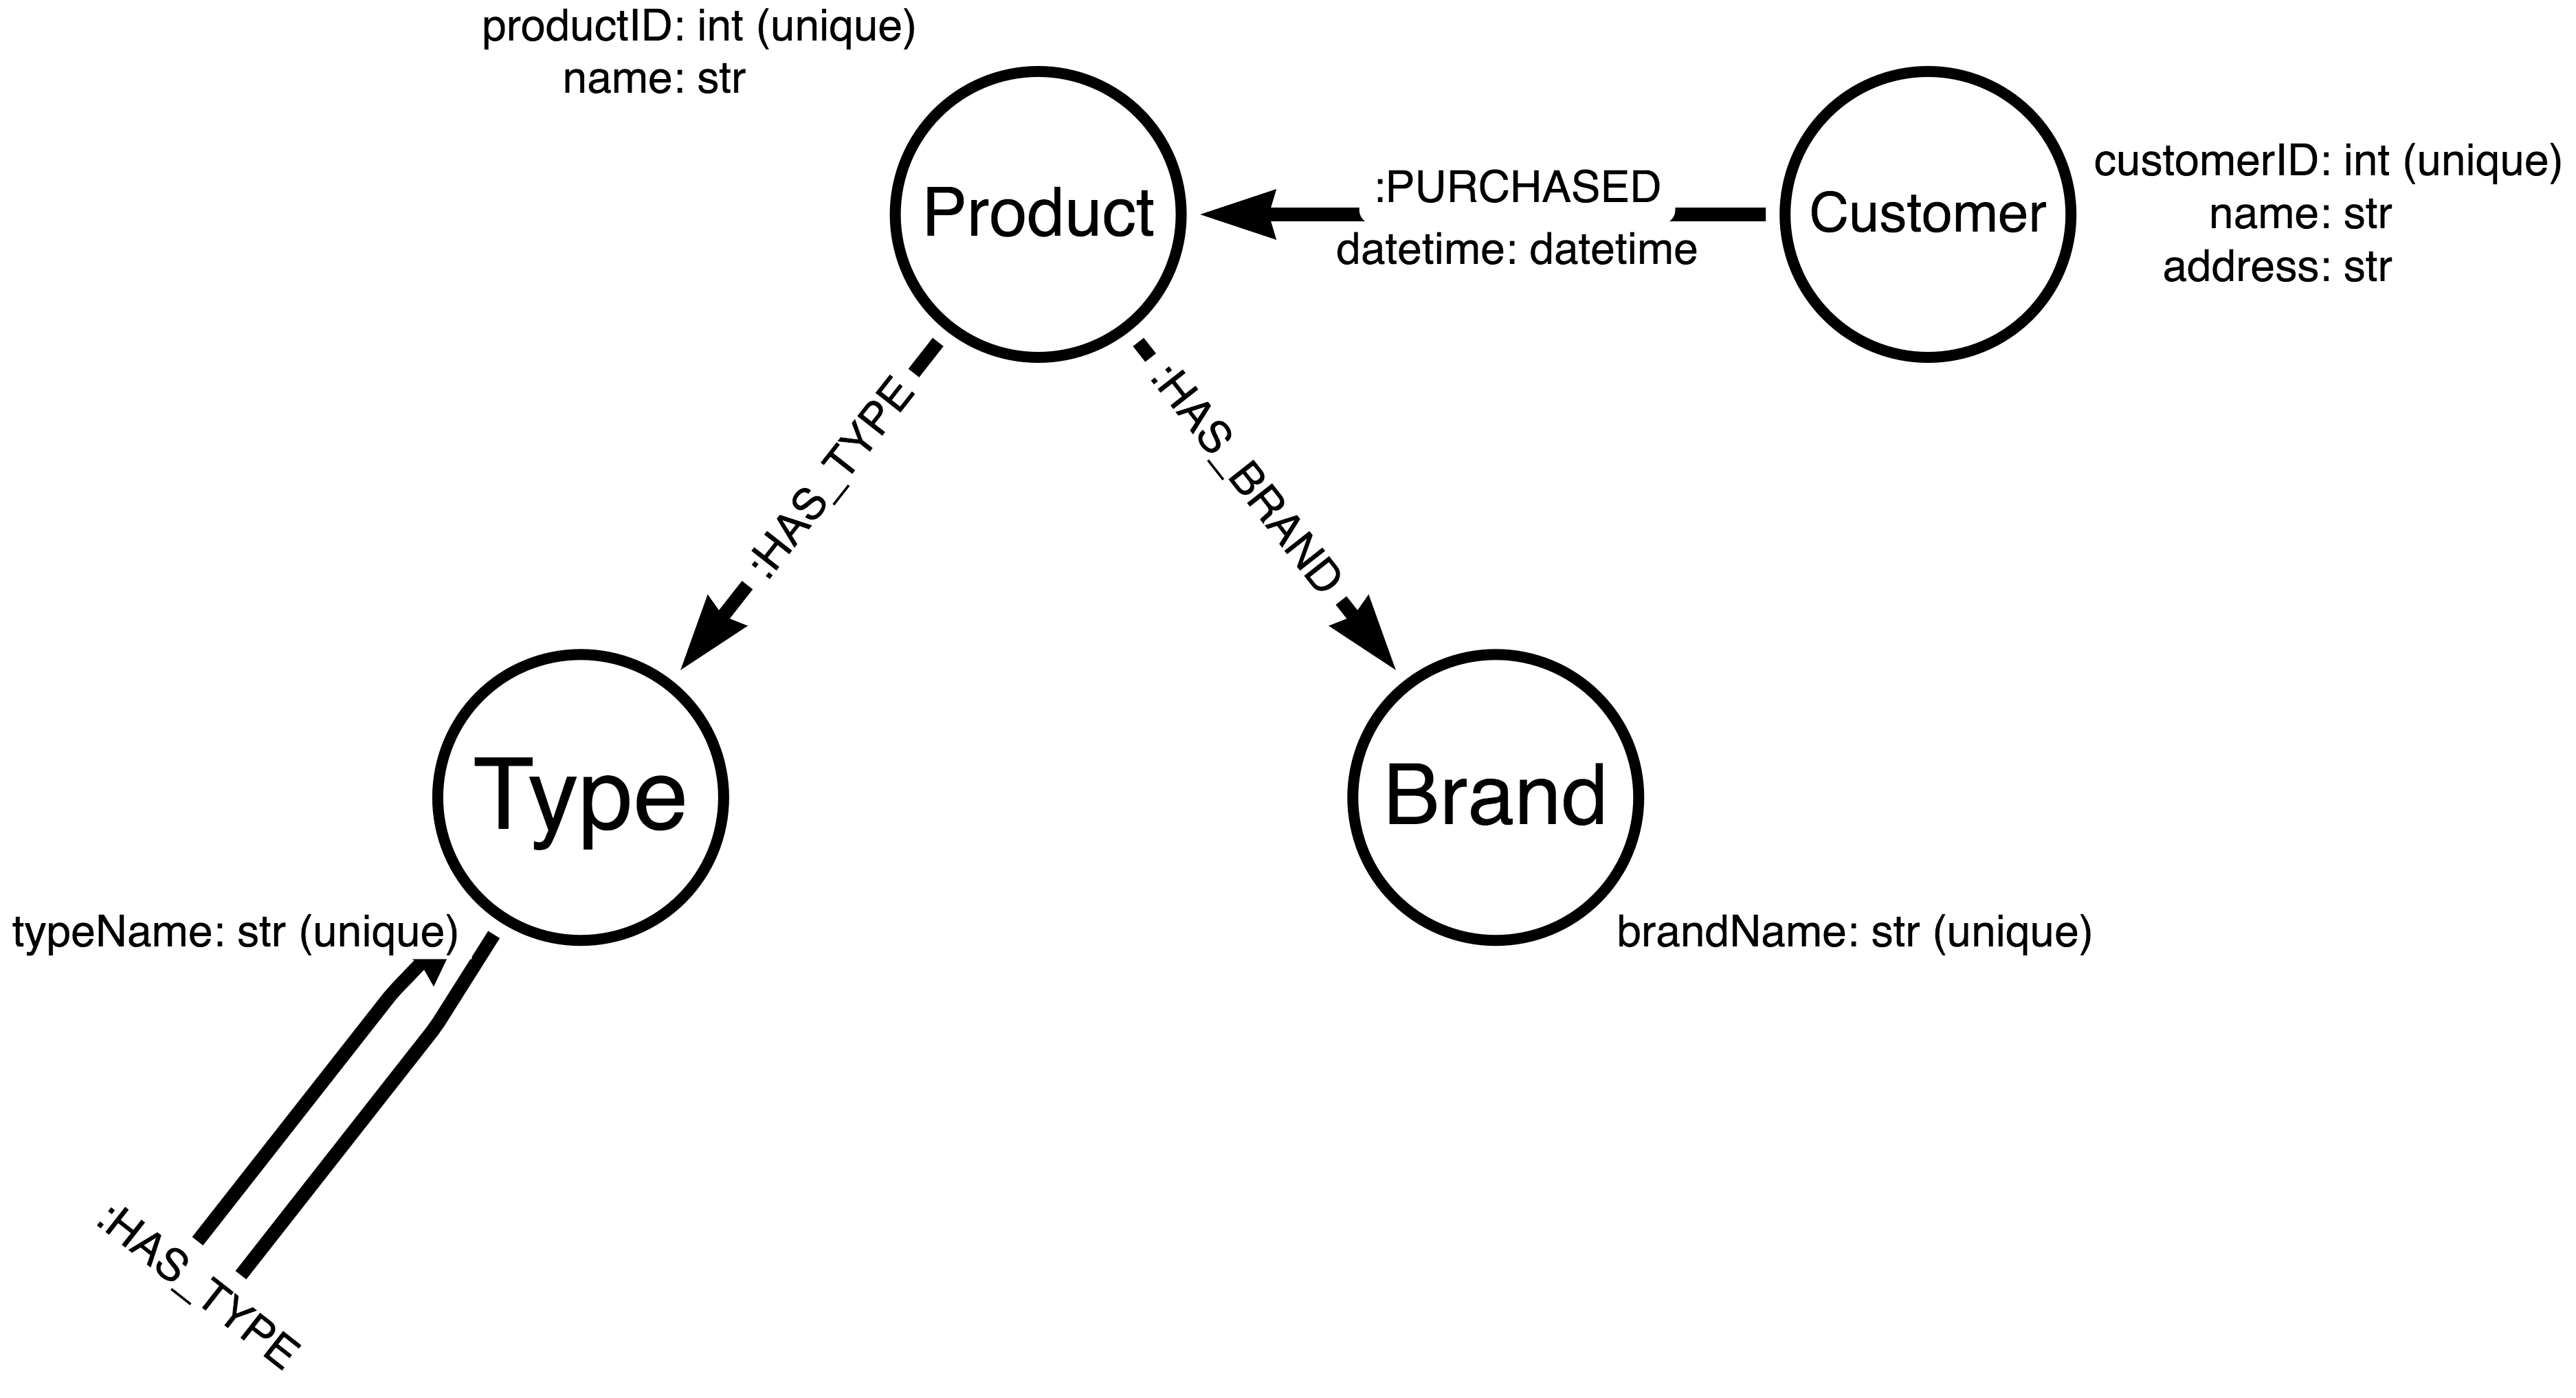 productID: int (unique)
name: str
Product
:PURCHASED
datetime: datetime
Customer
customerID: int (unique)
name: str
address: str
:HAS_TYPE
:HAS_BRAND
Type
Brand
typeName: str (unique)
brandName: str (unique)
:HAS_TYPE